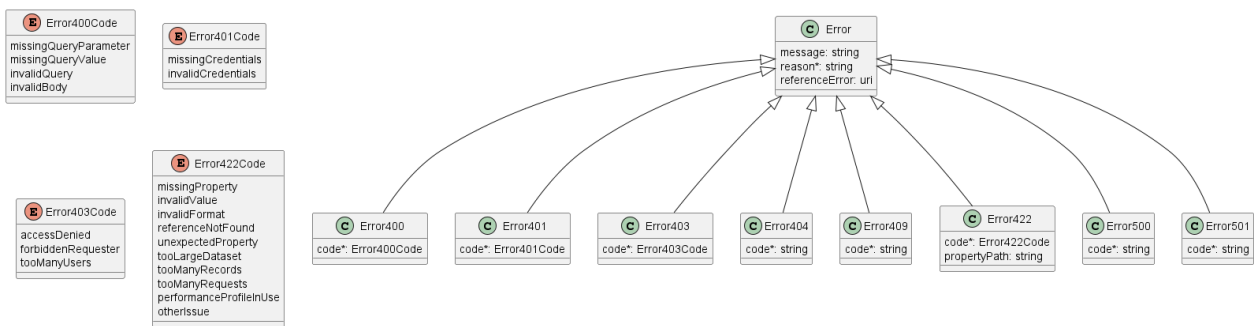 E Error400Code
missingQueryParameter
missingQueryValue
invalidQuery
invalidBody
E Error401Code
missingCredentials
invalidCredentials
C Error
message: string
reason*: string
referenceError: uri
E Error403Code
accessDenied
forbiddenRequester
tooManyUsers
E Error422Code
missingProperty
invalidValue
invalidFormat
referenceNotFound
unexpectedProperty
tooLargeDataset
tooManyRecords
tooManyRequests
performanceProfileInUse
otherIssue
C Error400
code*: Error400Code
C Error401
code*: Error401Code
C Error403
code*: Error403Code
C Error404
code*: string
C Error409
code*: string
C Error422
code*: Error422Code
propertyPath: string
C Error500
code*: string
C Error501
code*: string